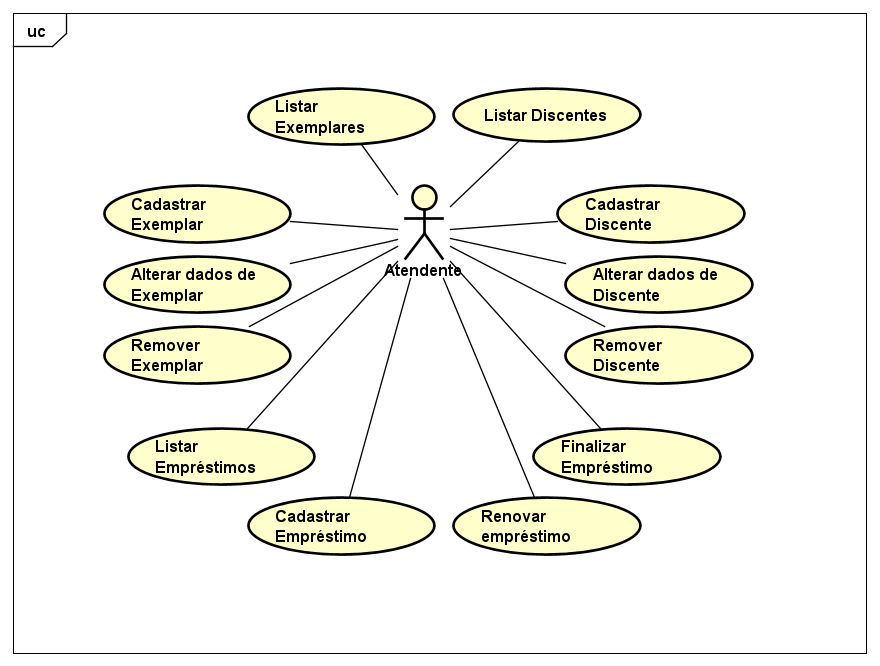 uc
Listar
Exemplares
Listar Discentes
Cadastrar
Exemplar
Cadastrar
Discente
Atendente
Alterar dados de
Exemplar
Alterar dados de
Discente
Remover
Exemplar
Remover
Discente
Listar
Empréstimos
Finalizar
Empréstimo
Cadastrar
Empréstimo
Renovar
empréstimo